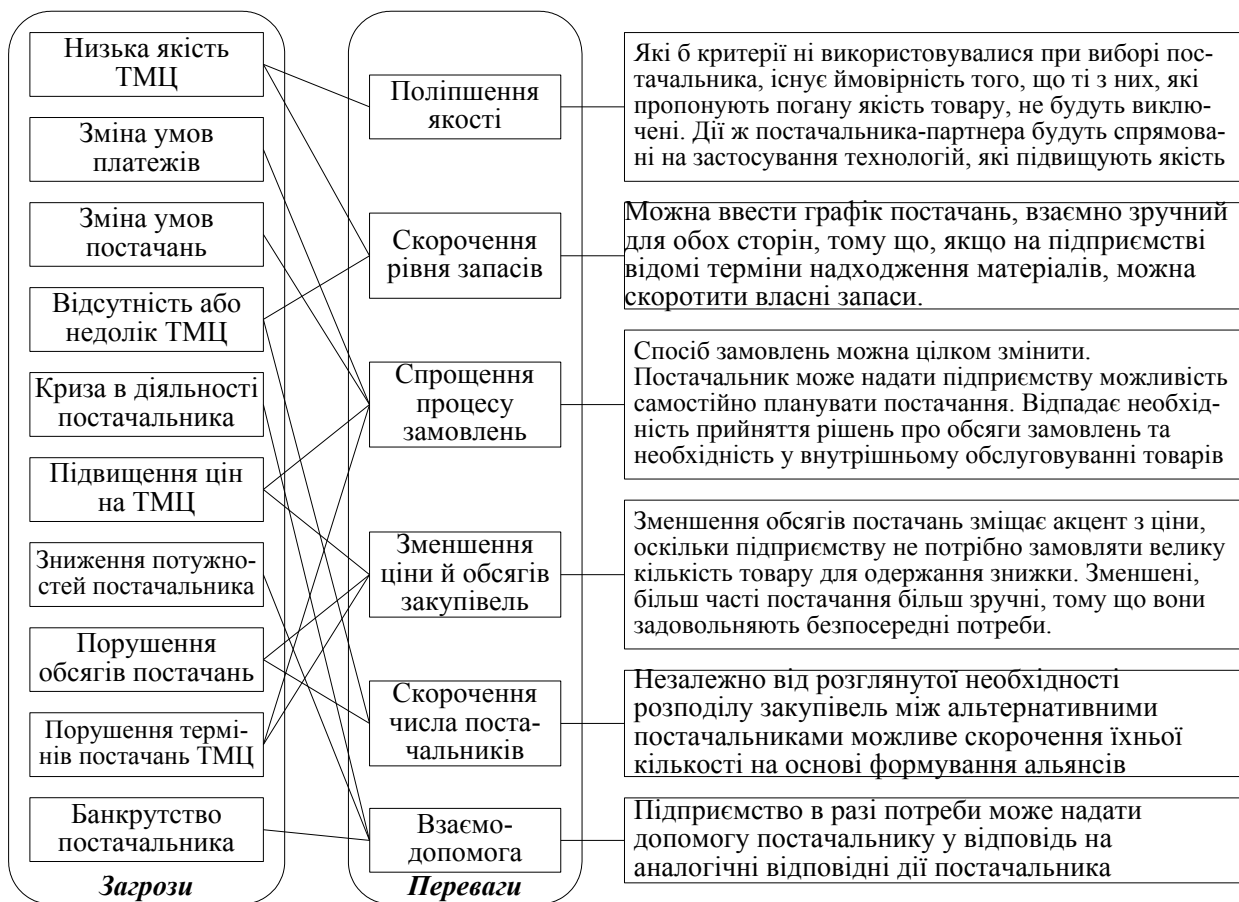 Низька якість
ТМЦ
Зміна умов
платежів
Зміна умов
постачань
Відсутність або
недолік ТМЦ
Криза в діяльності
постачальника
Підвищення цін
на ТМЦ
Зниження потужно-
стей постачальника
Порушення
обсягів постачань
Порушення термі-
нів постачань ТМЦ
Банкрутство
постачальника
Загрози
Поліпшення
якості
Скорочення
рівня запасів
Спрощення
процесу
замовлень
Зменшення
ціни й обсягів
закупівель
Скорочення
числа поста-
чальників
Взаємо-
допомога
Переваги
Які б критерії ні використовувалися при виборі пос-
тачальника, існує ймовірність того, що ті з них, які
пропонують погану якість товару, не будуть виклю-
чені. Дії ж постачальника-партнера будуть спрямова-
ні на застосування технологій, які підвищують якість
Можна ввести графік постачань, взаємно зручний
для обох сторін, тому що, якщо на підприємстві
відомі терміни надходження матеріалів, можна
скоротити власні запаси.
Спосіб замовлень можна цілком змінити.
Постачальник може надати підприємству можливість
самостійно планувати постачання. Відпадає необхід-
ність прийняття рішень про обсяги замовлень та
необхідність у внутрішньому обслуговуванні товарів
Зменшення обсягів постачань зміщає акцент з ціни,
оскільки підприємству не потрібно замовляти велику
кількість товару для одержання знижки. Зменшені,
більш часті постачання більш зручні, тому що вони
задовольняють безпосередні потреби.
Незалежно від розглянутої необхідності
розподілу закупівель між альтернативними
постачальниками можливе скорочення їхньої
кількості на основі формування альянсів
Підприємство в разі потреби може надати
допомогу постачальнику у відповідь на
аналогічні відповідні дії постачальника